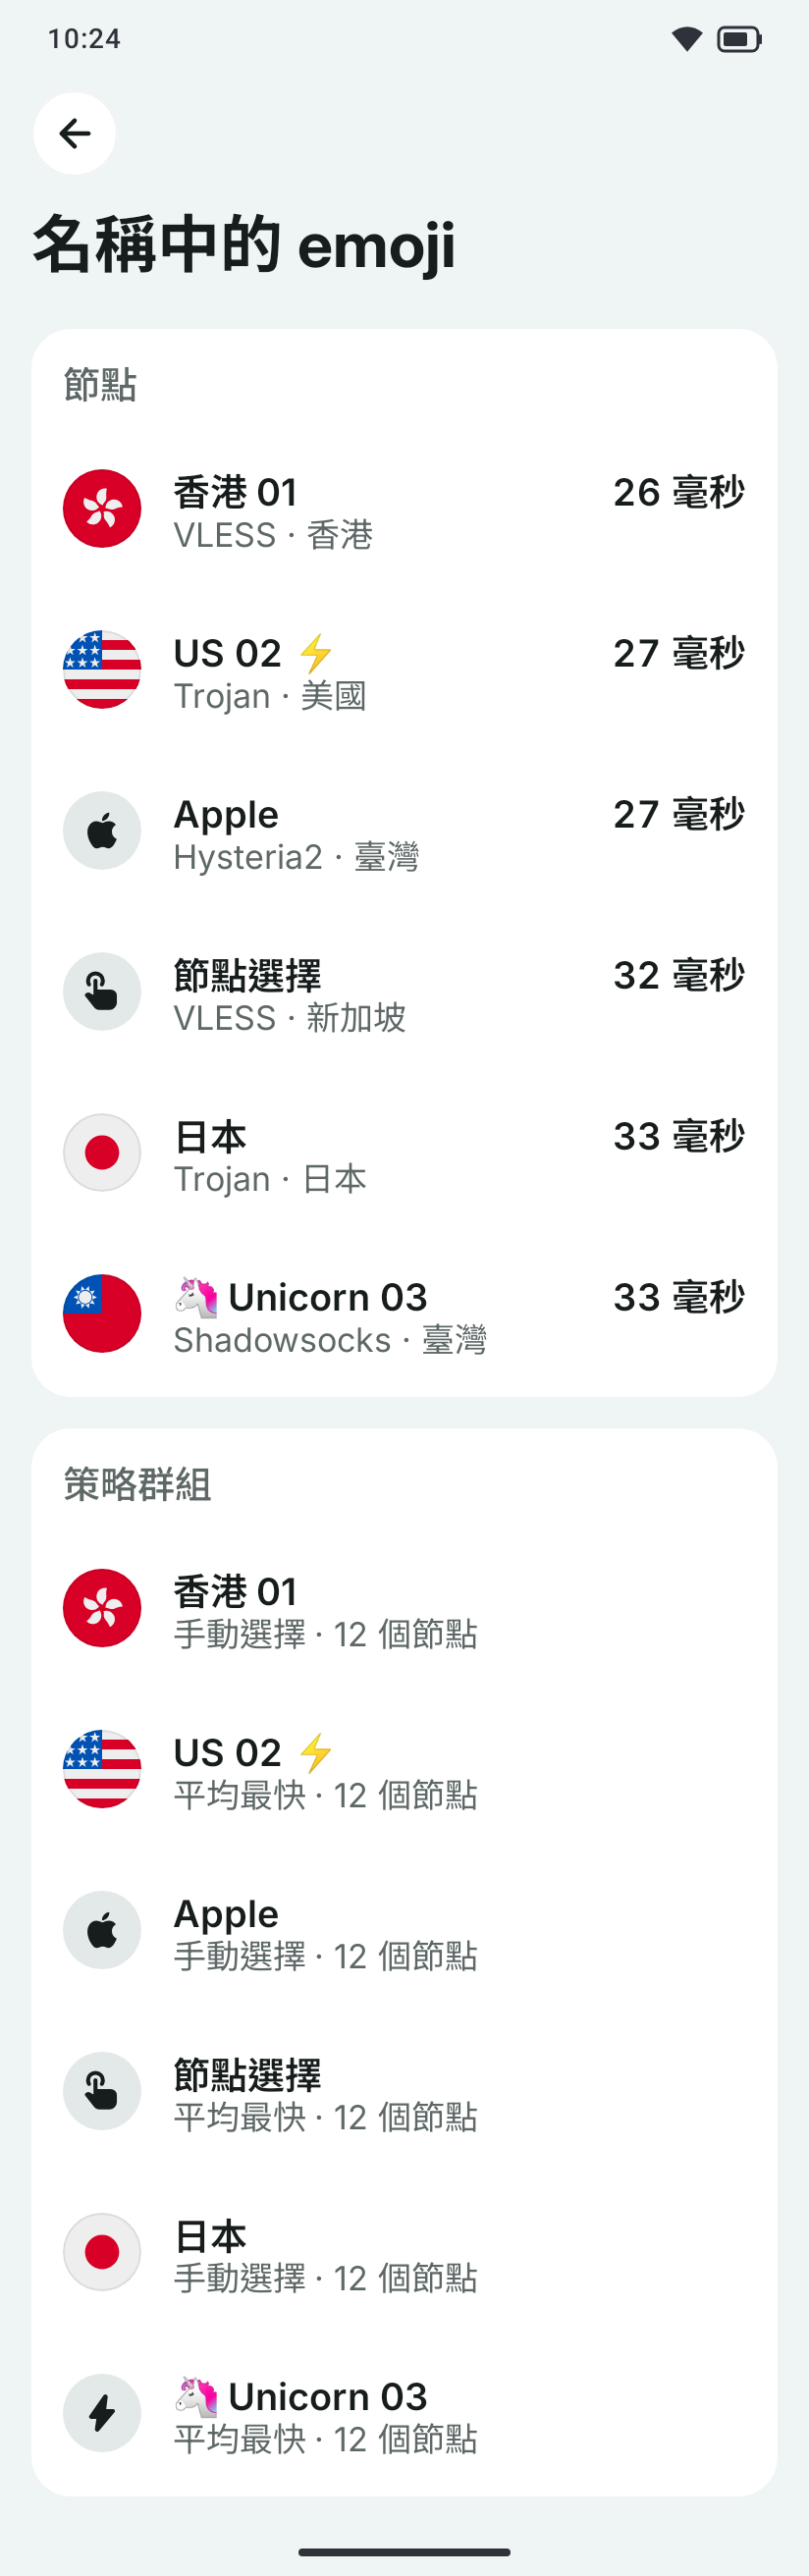 10:24
名稱中的 emoji
節點
香港 01
26 毫秒
VLESS · 香港
US 02 ⚡
27 毫秒
Trojan · 美國
Apple
27 毫秒
Hysteria2 · 臺灣
節點選擇
32 毫秒
VLESS · 新加坡
日本
33 毫秒
Trojan · 日本
🦄 Unicorn 03
33 毫秒
Shadowsocks · 臺灣
策略群組
香港 01
手動選擇 · 12 個節點
US 02 ⚡
平均最快 · 12 個節點
Apple
手動選擇 · 12 個節點
節點選擇
平均最快 · 12 個節點
日本
手動選擇 · 12 個節點
🦄 Unicorn 03
平均最快 · 12 個節點